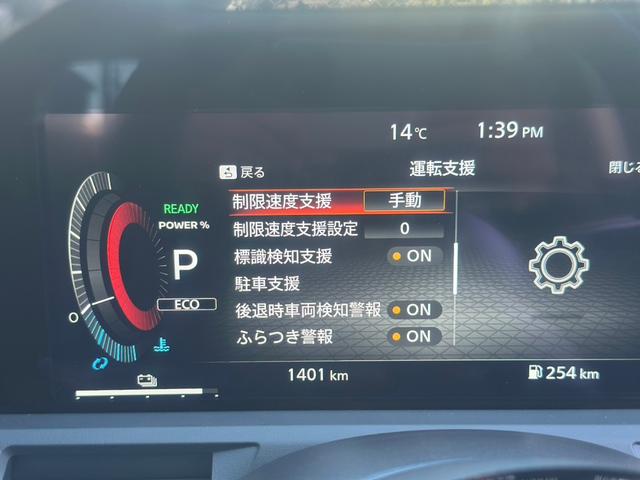 14℃
1:39 PM
戻る
運転支援
閉じる
制限速度支援 手動
制限速度支援設定 0
標識検知支援 ON
駐車支援
後退時車両検知警報 ON
ふらつき警報 ON
READY
POWER %
P
ECO
0
1401 km
254 km